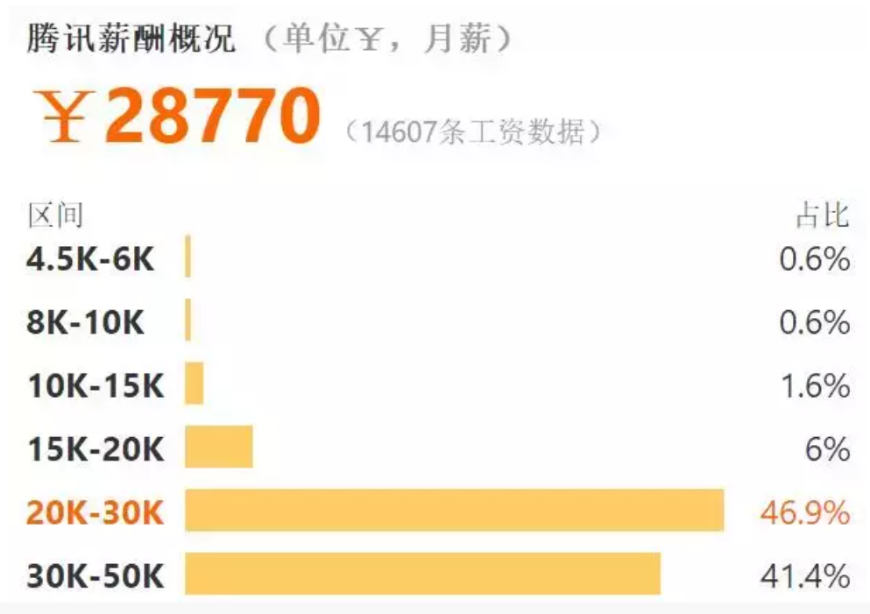 腾讯薪酬概况 （单位￥，月薪）
￥28770 （14607条工资数据）
区间 占比
4.5K-6K 0.6%
8K-10K 0.6%
10K-15K 1.6%
15K-20K 6%
20K-30K 46.9%
30K-50K 41.4%